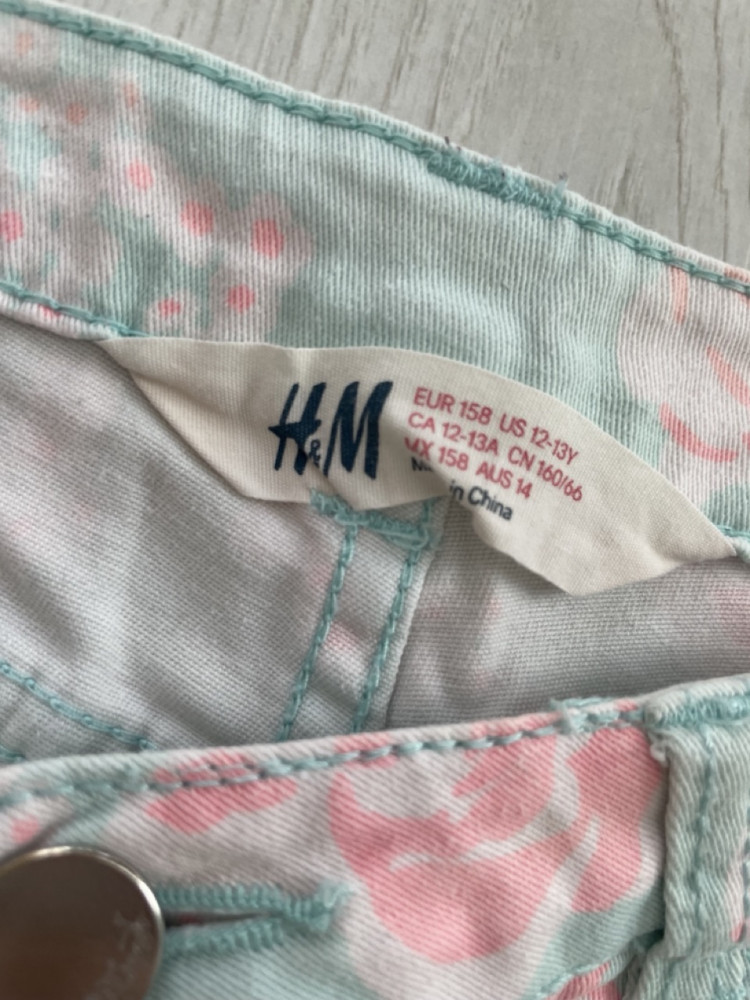 H&M
EUR 158 US 12-13Y
CA 12-13A CN 160/66
MX 158 AUS 14
in China